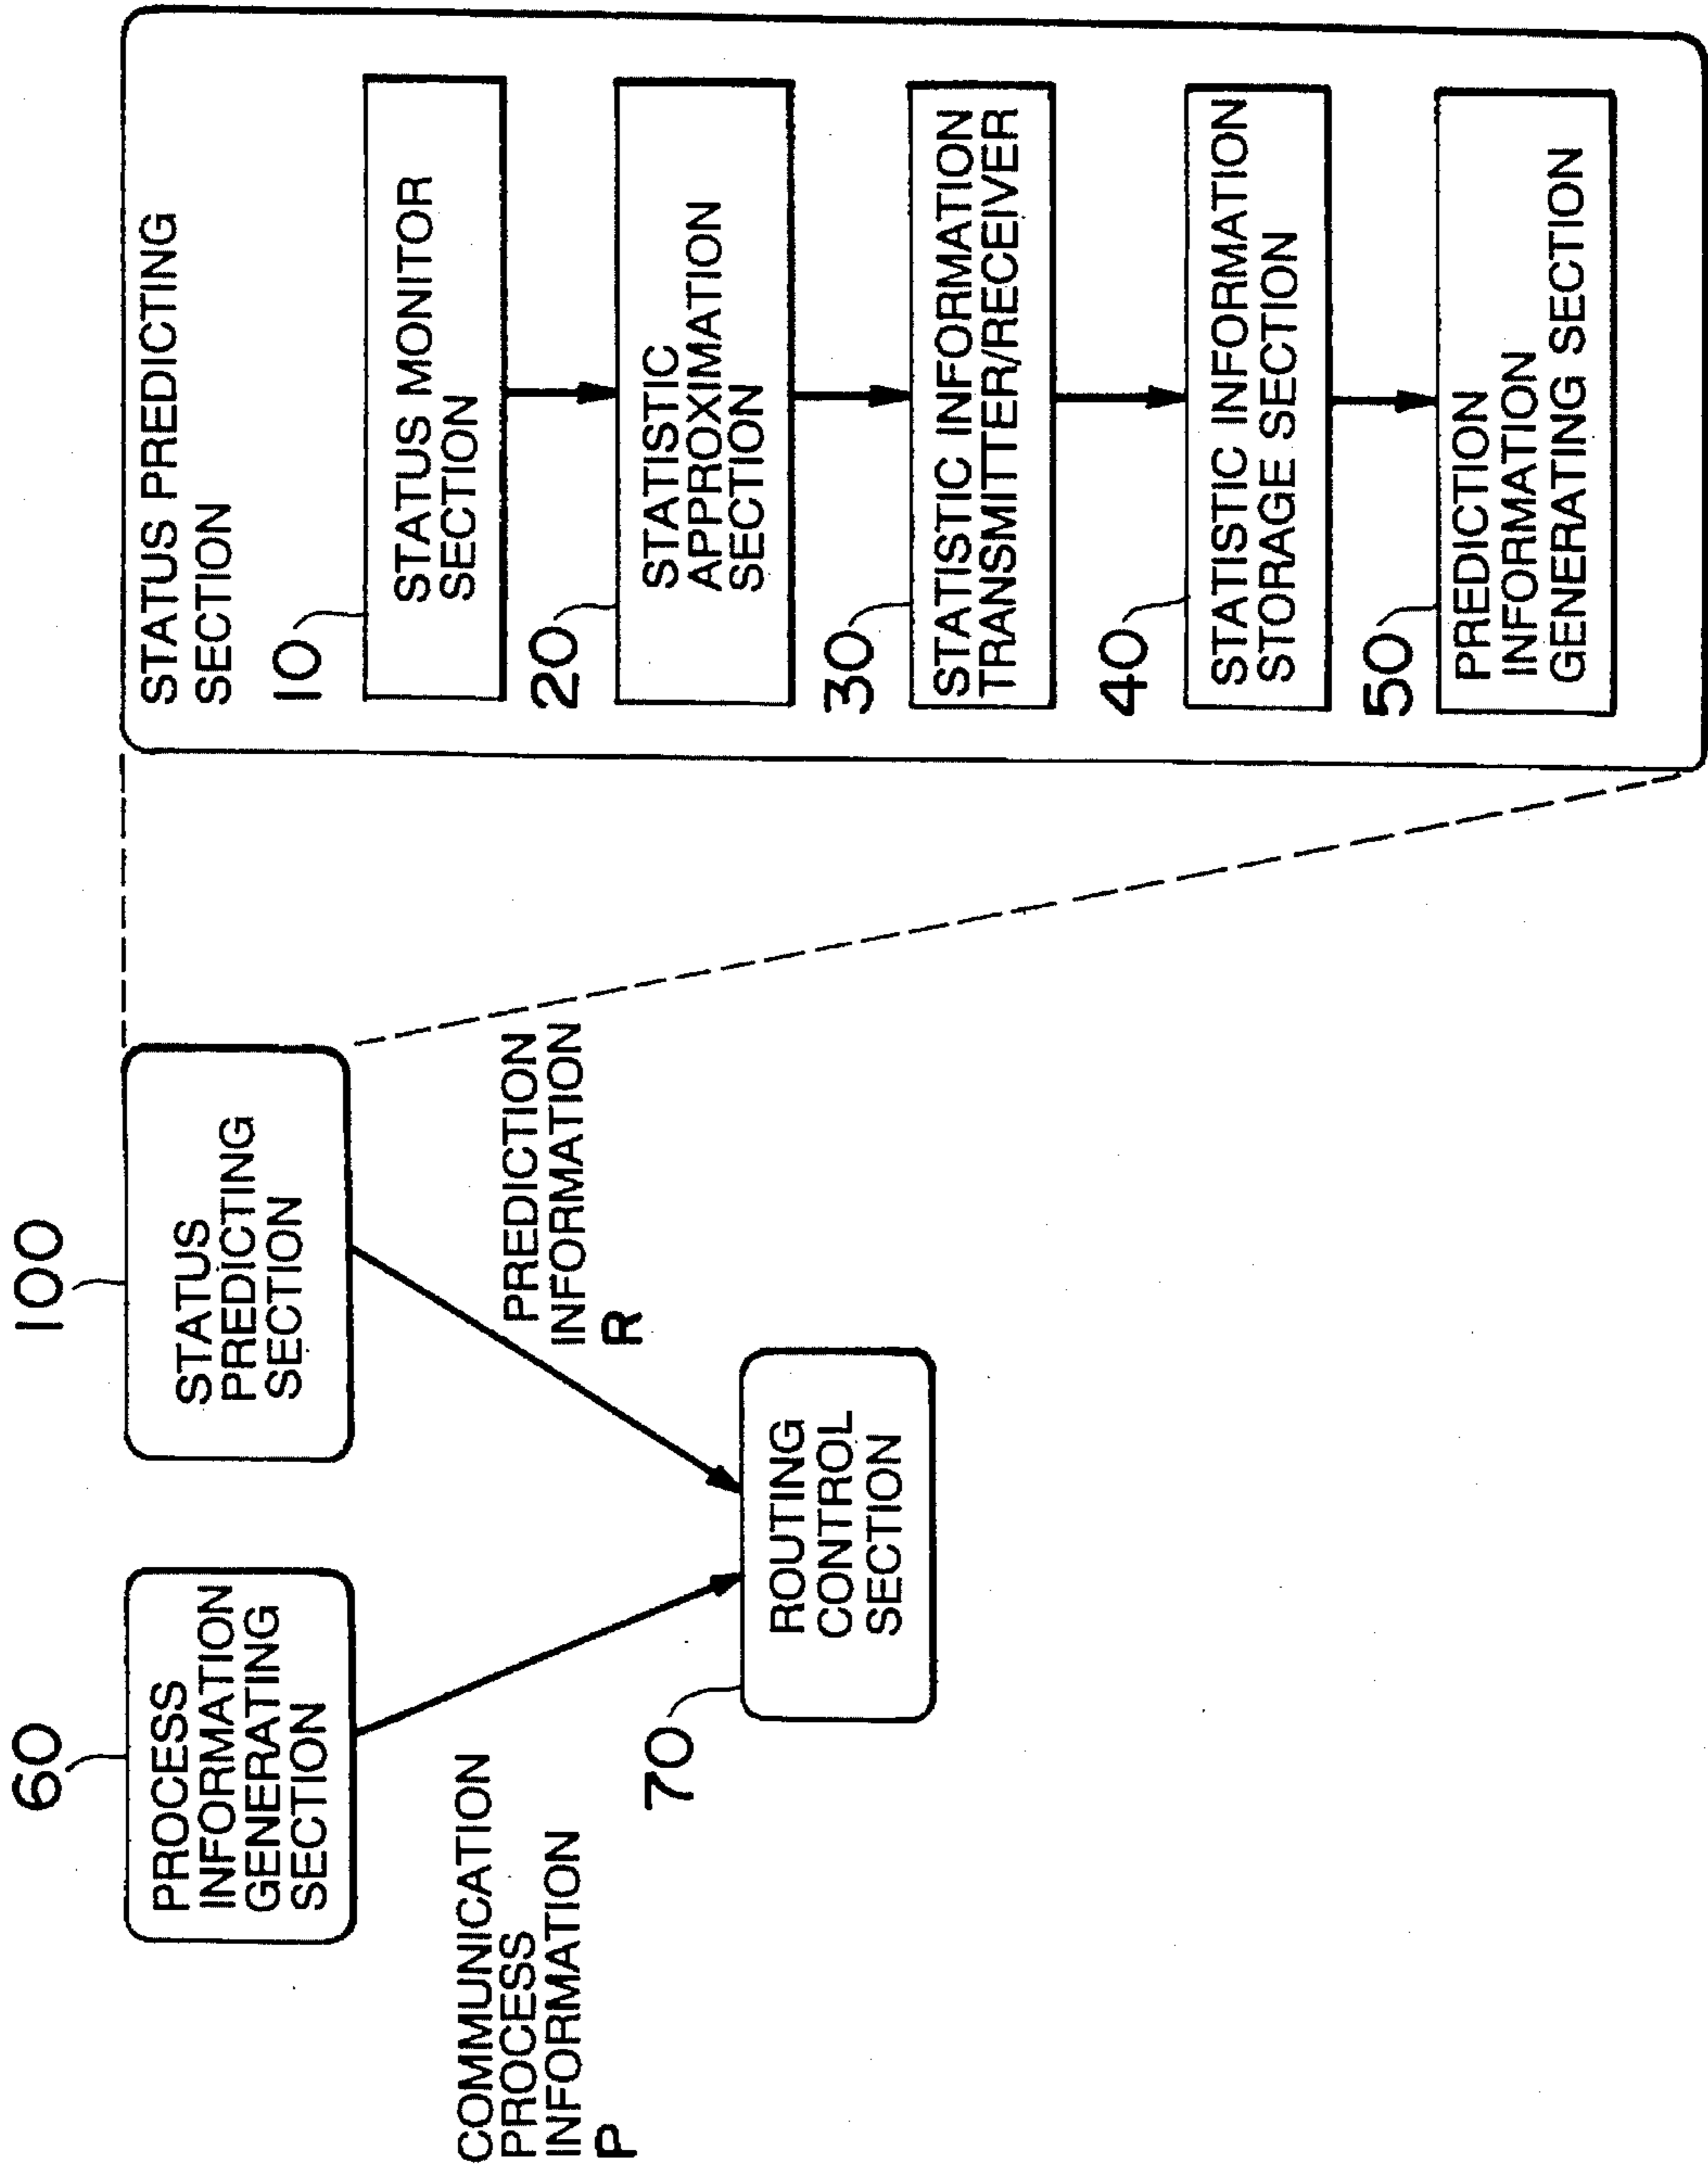 60
PROCESS
INFORMATION
GENERATING
SECTION
100
STATUS
PREDICTING
SECTION
COMMUNICATION
PROCESS
INFORMATION
P
PREDICTION
INFORMATION
R
70
ROUTING
CONTROL
SECTION
STATUS PREDICTING
SECTION
10
STATUS MONITOR
SECTION
20
STATISTIC
APPROXIMATION
SECTION
30
STATISTIC INFORMATION
TRANSMITTER/RECEIVER
40
STATISTIC INFORMATION
STORAGE SECTION
50
PREDICTION
INFORMATION
GENERATING SECTION